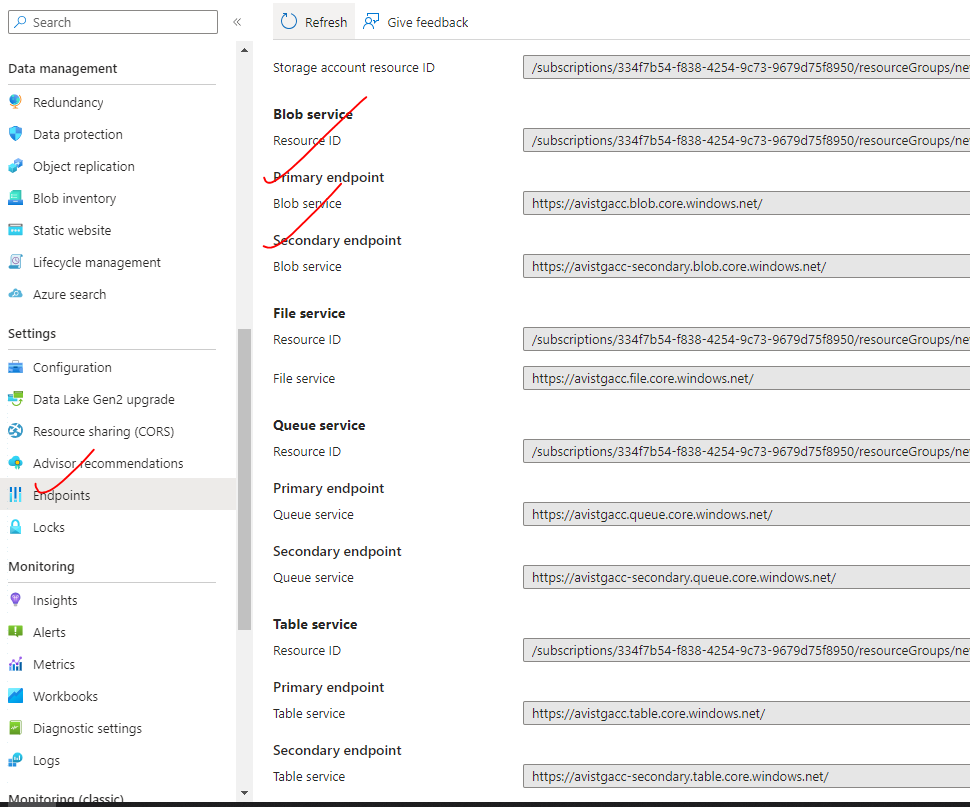 Search
«
Data management
Redundancy
Data protection
Object replication
Blob inventory
Static website
Lifecycle management
Azure search
Settings
Configuration
Data Lake Gen2 upgrade
Resource sharing (CORS)
Advisor recommendations
Endpoints
Locks
Monitoring
Insights
Alerts
Metrics
Workbooks
Diagnostic settings
Logs
Monitoring (classic)
Refresh Give feedback
Storage account resource ID /subscriptions/334f7b54-f838-4254-9c73-9679d75f8950/resourceGroups/ne
Blob service
Resource ID /subscriptions/334f7b54-f838-4254-9c73-9679d75f8950/resourceGroups/ne
Primary endpoint
Blob service https://avistgacc.blob.core.windows.net/
Secondary endpoint
Blob service https://avistgacc-secondary.blob.core.windows.net/
File service
Resource ID /subscriptions/334f7b54-f838-4254-9c73-9679d75f8950/resourceGroups/ne
File service https://avistgacc.file.core.windows.net/
Queue service
Resource ID /subscriptions/334f7b54-f838-4254-9c73-9679d75f8950/resourceGroups/ne
Primary endpoint
Queue service https://avistgacc.queue.core.windows.net/
Secondary endpoint
Queue service https://avistgacc-secondary.queue.core.windows.net/
Table service
Resource ID /subscriptions/334f7b54-f838-4254-9c73-9679d75f8950/resourceGroups/ne
Primary endpoint
Table service https://avistgacc.table.core.windows.net/
Secondary endpoint
Table service https://avistgacc-secondary.table.core.windows.net/